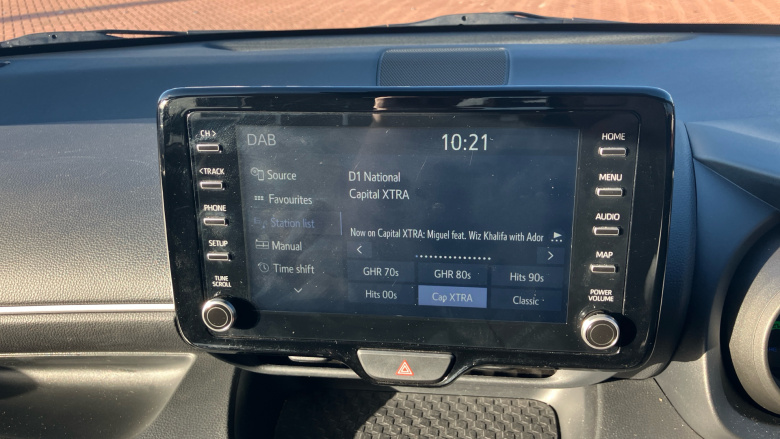 CH >
< TRACK
PHONE
SETUP
TUNE
SCROLL
DAB
10:21
Source
Favourites
Station list
Manual
Time shift
D1 National
Capital XTRA
Now on Capital XTRA: Miguel feat. Wiz Khalifa with Ador
GHR 70s
GHR 80s
Hits 90s
Hits 00s
Cap XTRA
Classic
HOME
MENU
AUDIO
MAP
POWER
VOLUME